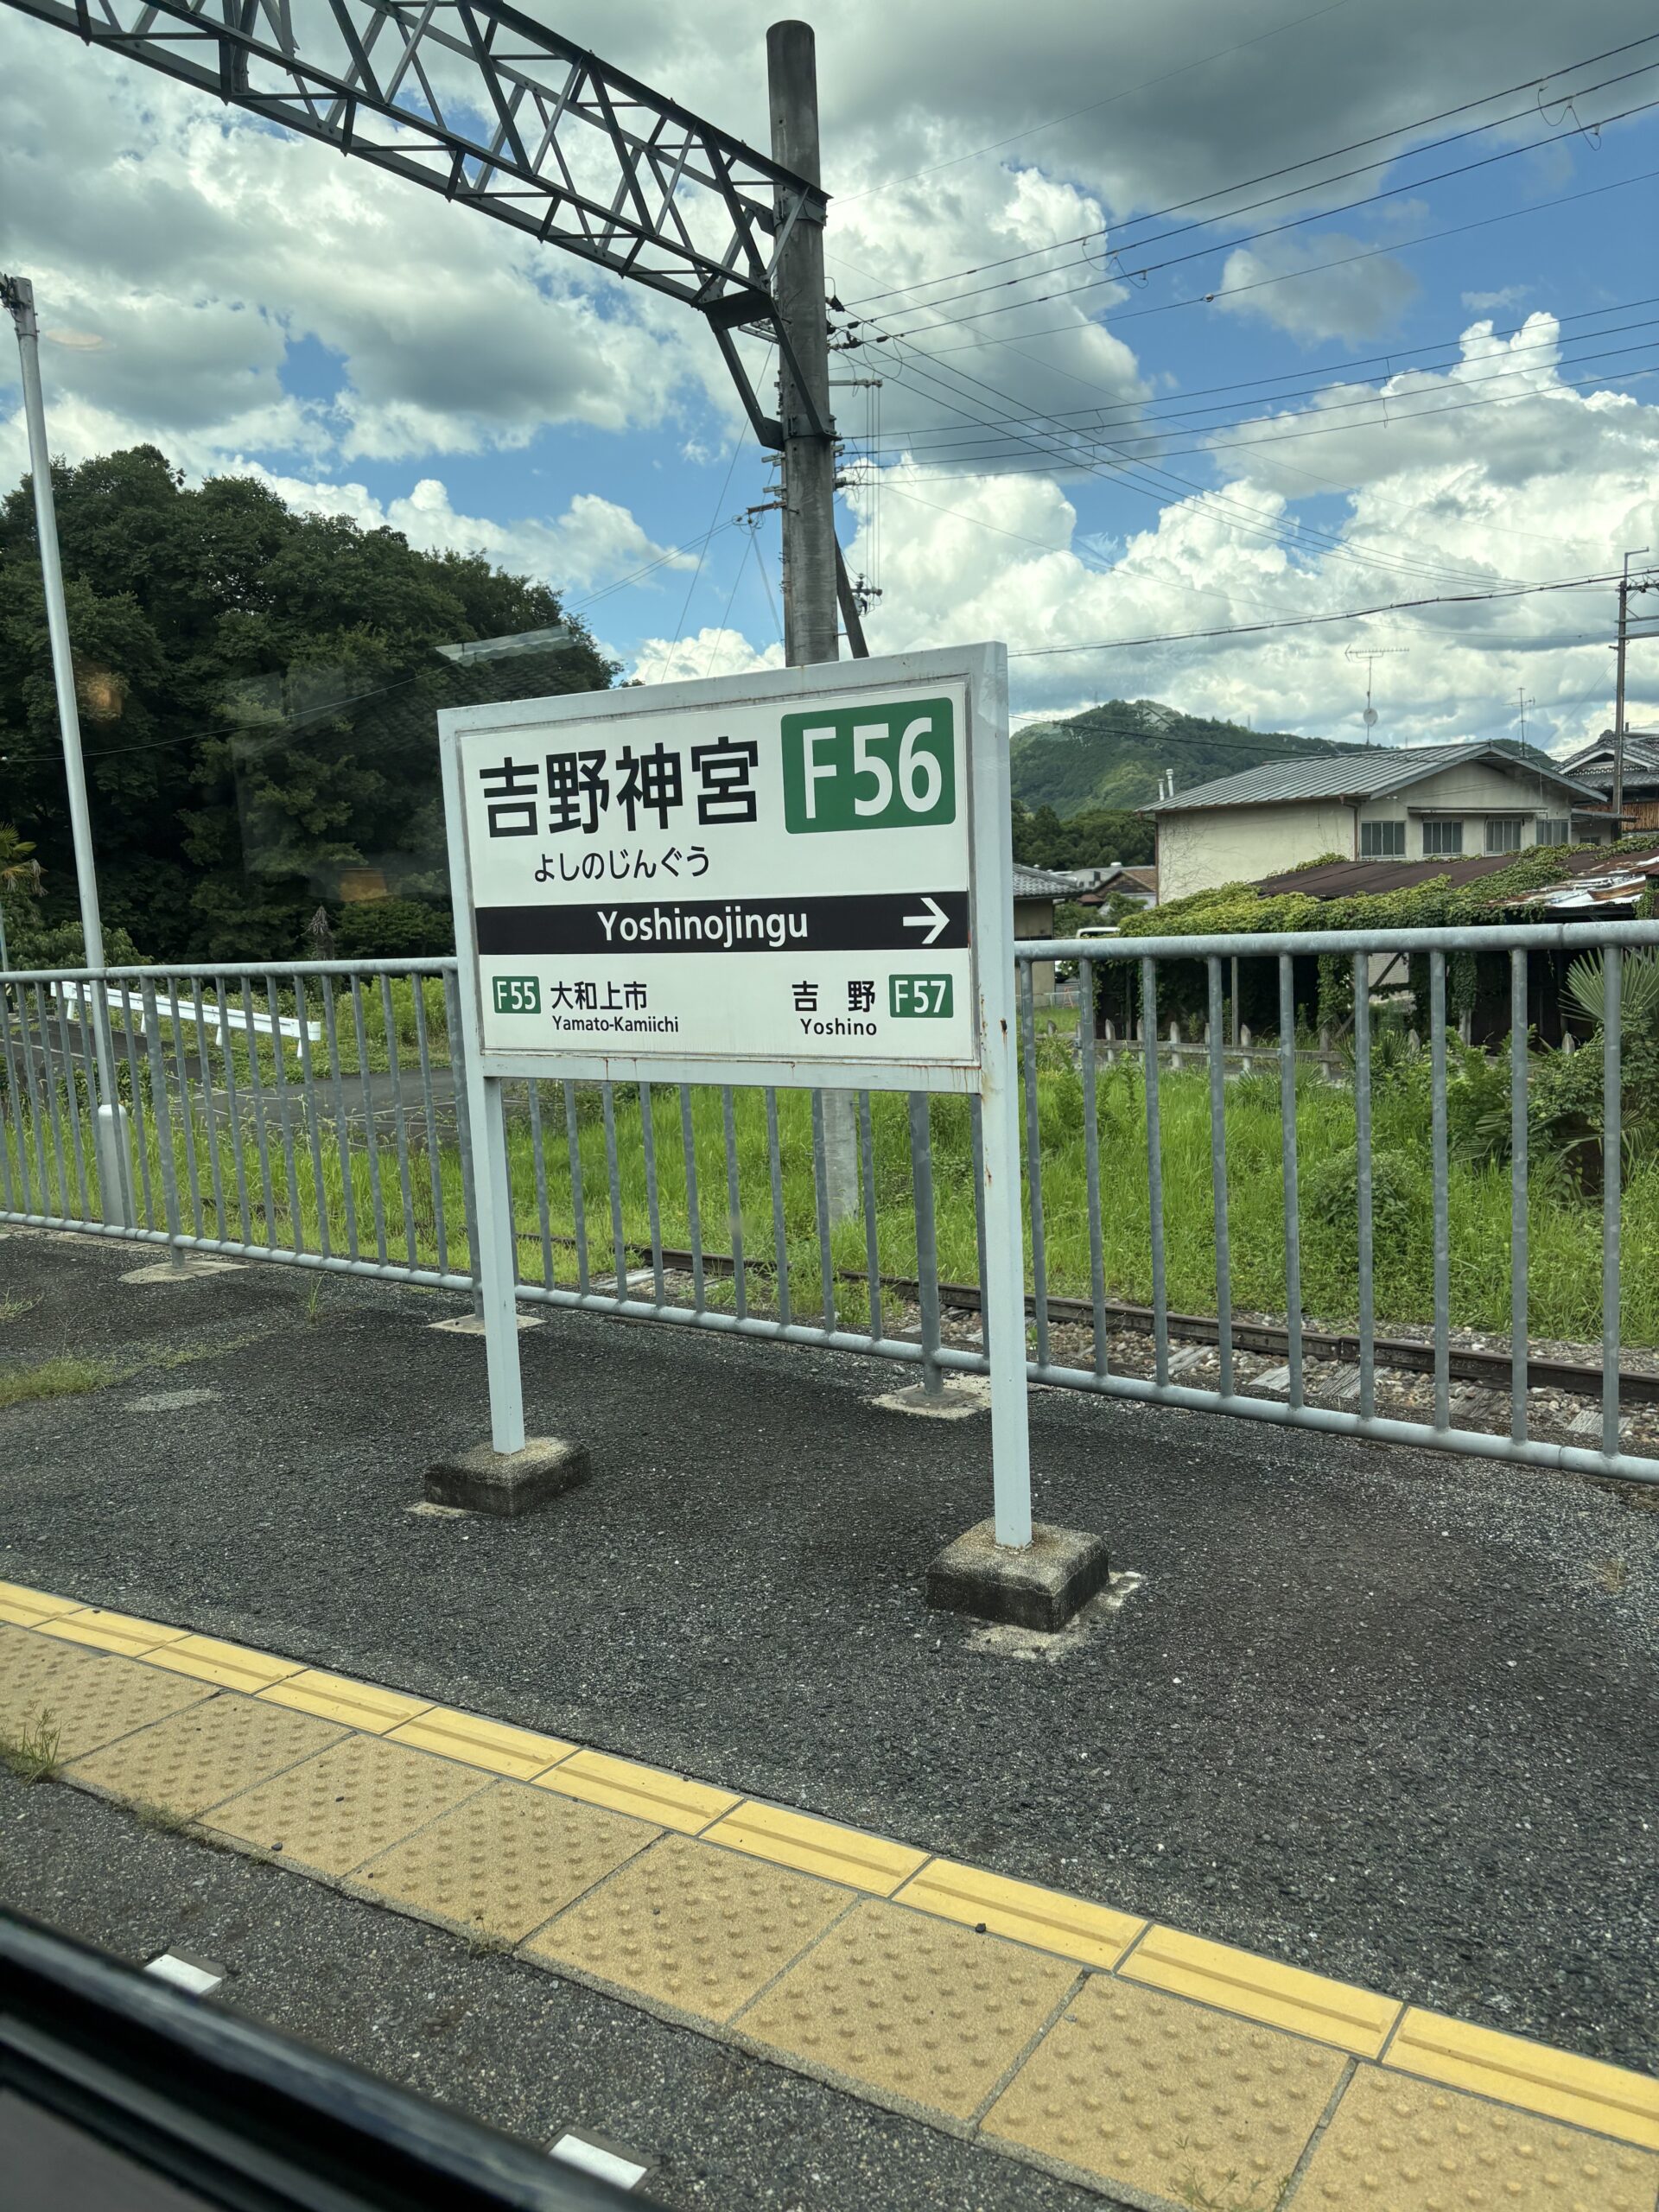 吉野神宮 F56
よしのじんぐう
Yoshinojingu →
F55 大和上市 吉野 F57
Yamato-Kamiichi Yoshino